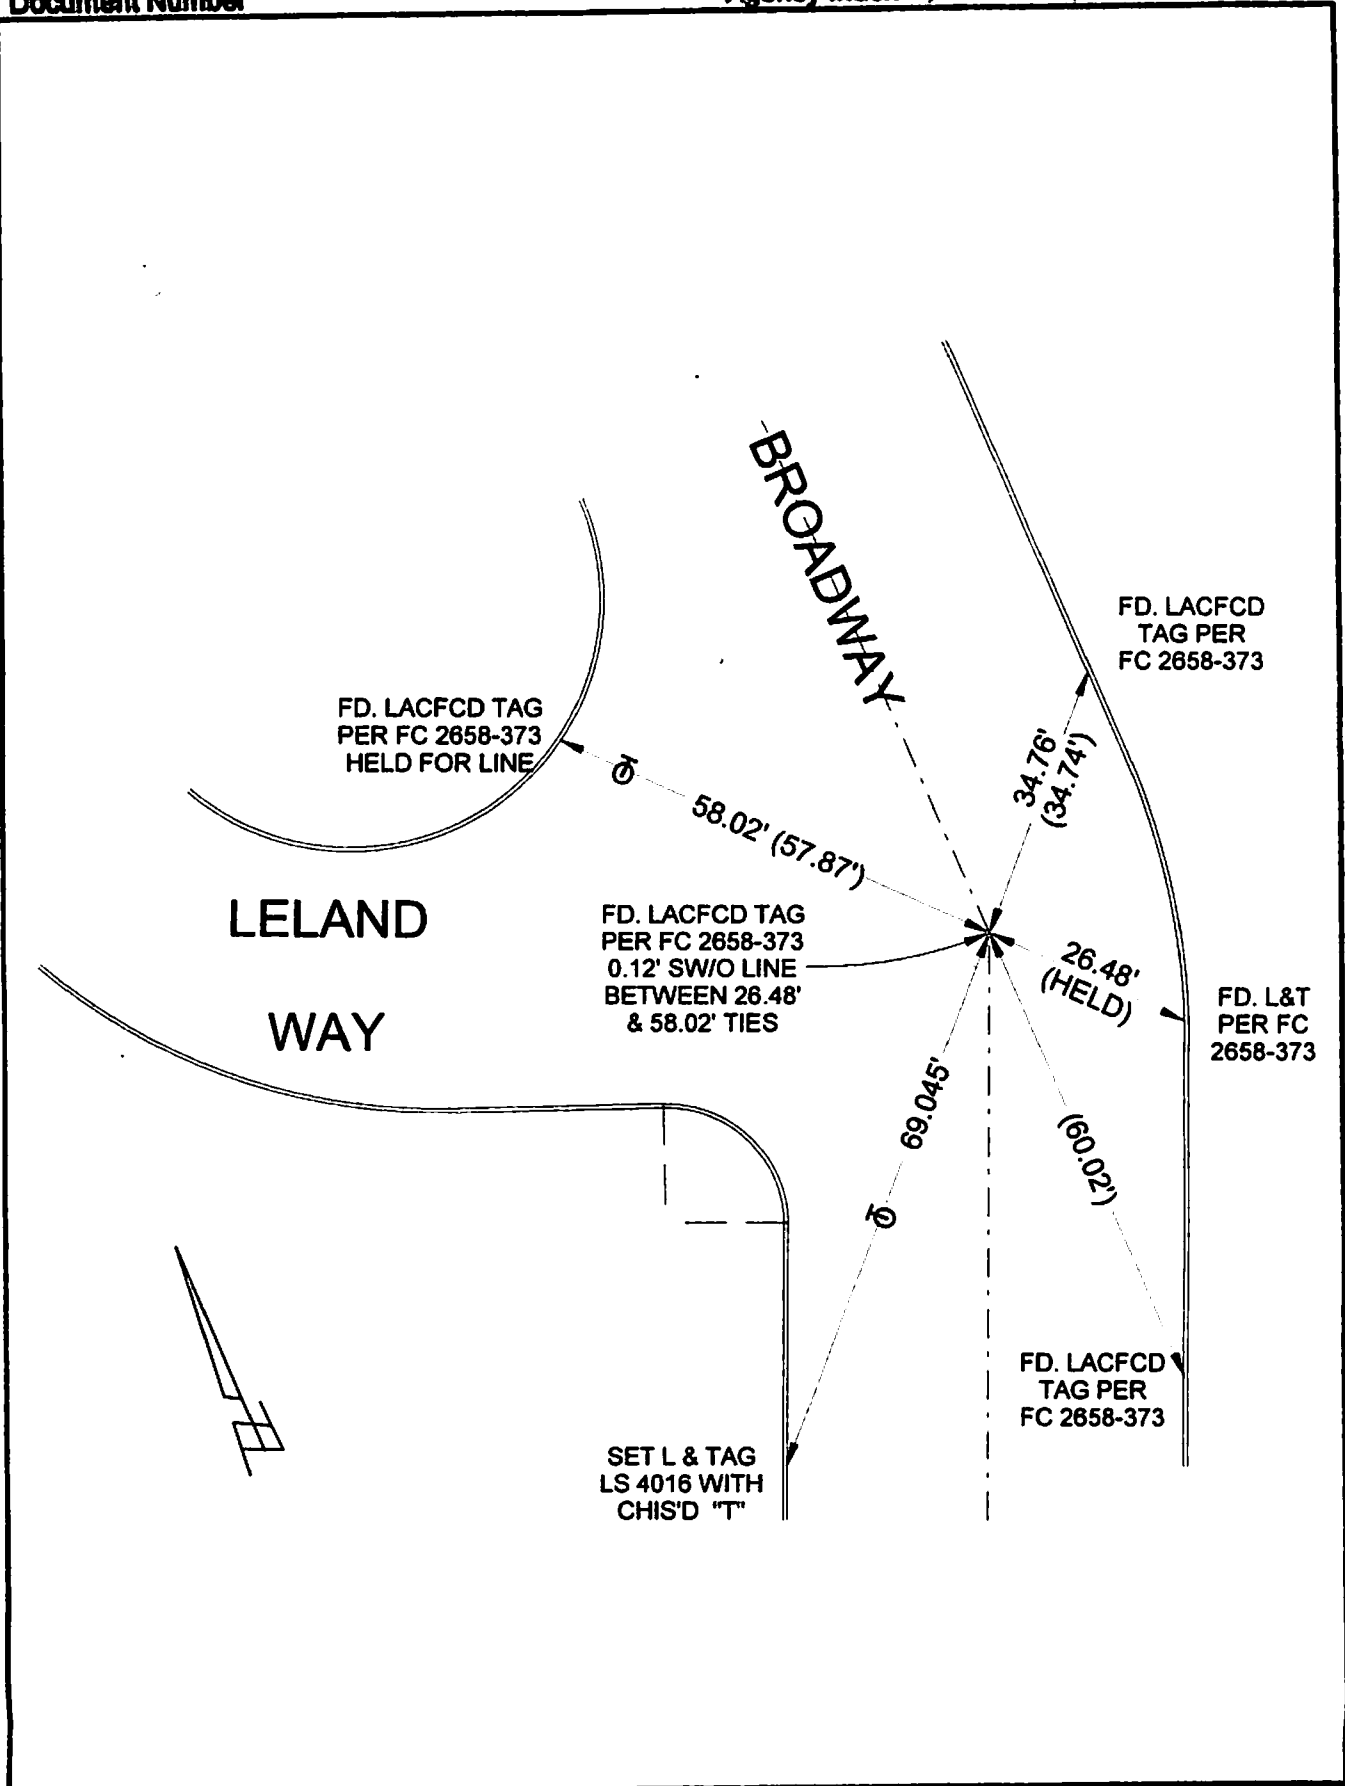 Document Number
BROADWAY
FD. LACFCD
TAG PER
FC 2658-373
FD. LACFCD TAG
PER FC 2658-373
HELD FOR LINE
34.76'
(34.74')
58.02' (57.87')
LELAND
WAY
FD. LACFCD TAG
PER FC 2658-373
0.12' SW/O LINE
BETWEEN 26.48'
& 58.02' TIES
26.48'
(HELD)
FD. L&T
PER FC
2658-373
69.045'
(60.02')
FD. LACFCD
TAG PER
FC 2658-373
SET L & TAG
LS 4016 WITH
CHIS'D "T"